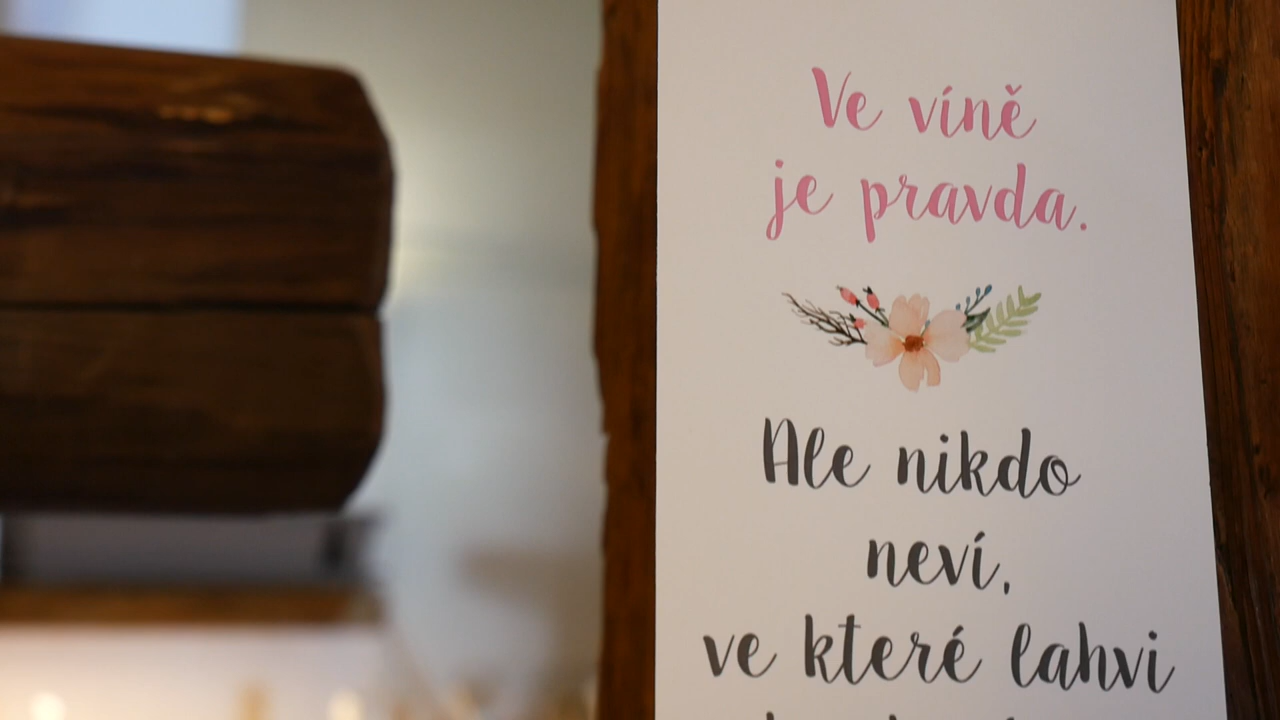 Ve víně
je pravda.
Ale nikdo
neví,
ve které lahvi